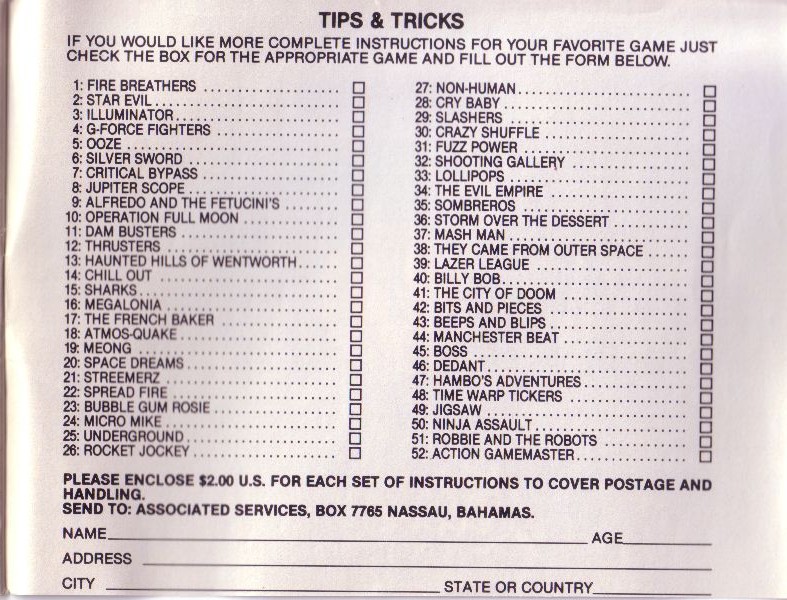 TIPS & TRICKS
IF YOU WOULD LIKE MORE COMPLETE INSTRUCTIONS FOR YOUR FAVORITE GAME JUST
CHECK THE BOX FOR THE APPROPRIATE GAME AND FILL OUT THE FORM BELOW.
1: FIRE BREATHERS
2: STAR EVIL
3: ILLUMINATOR
4: G-FORCE FIGHTERS
5: OOZE
6: SILVER SWORD
7: CRITICAL BYPASS
8: JUPITER SCOPE
9: ALFREDO AND THE FETUCINI'S
10: OPERATION FULL MOON
11: DAM BUSTERS
12: THRUSTERS
13: HAUNTED HILLS OF WENTWORTH
14: CHILL OUT
15: SHARKS
16: MEGALONIA
17: THE FRENCH BAKER
18: ATMOS-QUAKE
19: MEONG
20: SPACE DREAMS
21: STREEMERZ
22: SPREAD FIRE
23: BUBBLE GUM ROSIE
24: MICRO MIKE
25: UNDERGROUND
26: ROCKET JOCKEY
27: NON-HUMAN
28: CRY BABY
29: SLASHERS
30: CRAZY SHUFFLE
31: FUZZ POWER
32: SHOOTING GALLERY
33: LOLLIPOPS
34: THE EVIL EMPIRE
35: SOMBREROS
36: STORM OVER THE DESSERT
37: MASH MAN
38: THEY CAME FROM OUTER SPACE
39: LAZER LEAGUE
40: BILLY BOB
41: THE CITY OF DOOM
42: BITS AND PIECES
43: BEEPS AND BLIPS
44: MANCHESTER BEAT
45: BOSS
46: DEDANT
47: HAMBO'S ADVENTURES
48: TIME WARP TICKERS
49: JIGSAW
50: NINJA ASSAULT
51: ROBBIE AND THE ROBOTS
52: ACTION GAMEMASTER
PLEASE ENCLOSE $2.00 U.S. FOR EACH SET OF INSTRUCTIONS TO COVER POSTAGE AND
HANDLING.
SEND TO: ASSOCIATED SERVICES, BOX 7765 NASSAU, BAHAMAS.
NAME AGE
ADDRESS
CITY STATE OR COUNTRY